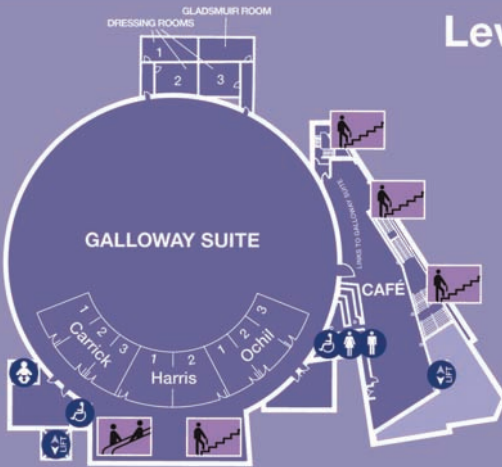 GLADSMUIR ROOM
DRESSING ROOMS
Lev
1
2
3
GALLOWAY SUITE
LINKS TO GALLOWAY SUITE
CAFÉ
1
2
3
Carrick
1
2
Harris
1
2
3
Ochil
LIFT
LIFT